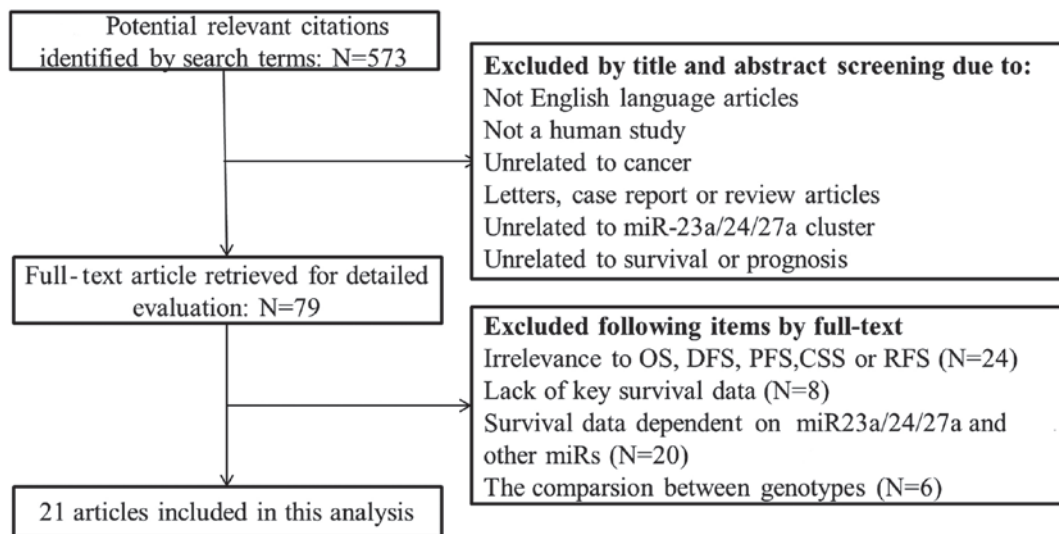 Potential relevant citations
identified by search terms: N=573
Excluded by title and abstract screening due to:
Not English language articles
Not a human study
Unrelated to cancer
Letters, case report or review articles
Unrelated to miR-23a/24/27a cluster
Unrelated to survival or prognosis
Full-text article retrieved for detailed
evaluation: N=79
Excluded following items by full-text
Irrelevance to OS, DFS, PFS,CSS or RFS (N=24)
Lack of key survival data (N=8)
Survival data dependent on miR23a/24/27a and
other miRs (N=20)
The comparsion between genotypes (N=6)
21 articles included in this analysis